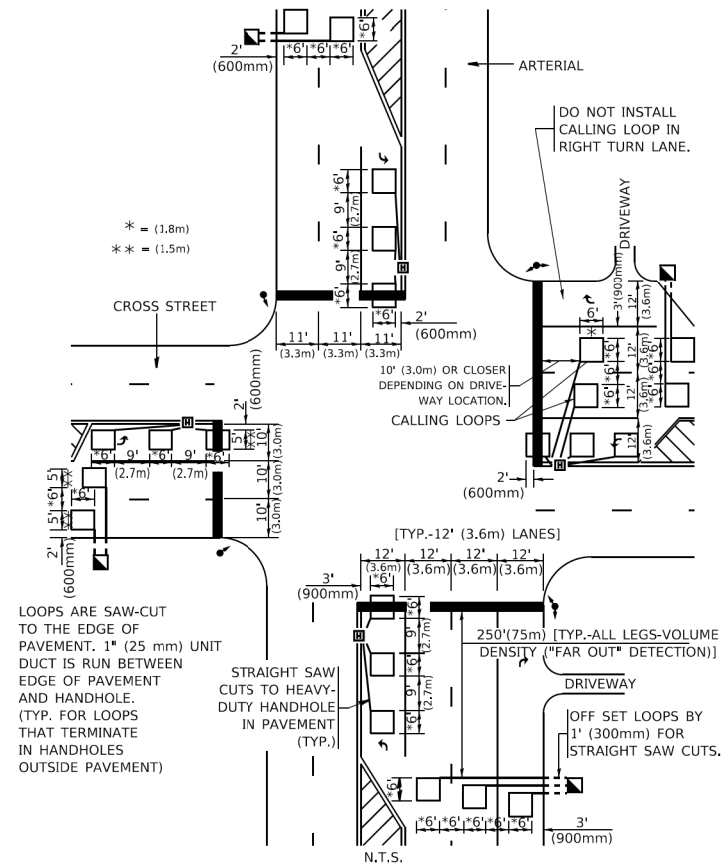 2'
(600mm)
*6' *6' *6'
*6'
ARTERIAL
DO NOT INSTALL
CALLING LOOP IN
RIGHT TURN LANE.
* = (1.8m)
** = (1.5m)
*6'
9'
(2.7m)
*6'
9'
(2.7m)
*6'
H
DRIVEWAY
CROSS STREET
*6'
2'
(600mm)
11' 11' 11'
(3.3m) (3.3m) (3.3m)
6'
*
3'(900mm)
12'
(3.6m)
12'
(3.6m)
12'
(3.6m)
12'
(3.6m)
*6'
*6'
*6'
*6'
*6'
*6'
10' (3.0m) OR CLOSER
DEPENDING ON DRIVE-
WAY LOCATION.
CALLING LOOPS
2'
(600mm)
H
5'
**
10'
(3.0m)
10'
(3.0m)
10'
(3.0m)
*6' 9' *6' 9' *6'
(2.7m) (2.7m)
5'
**
*6'
*6'
5'
**
2'
(600mm)
H
2'
(600mm)
[TYP.-12' (3.6m) LANES]
12' 12' 12' 12'
(3.6m) (3.6m) (3.6m) (3.6m)
*6'
3'
(900mm)
LOOPS ARE SAW-CUT
TO THE EDGE OF
PAVEMENT. 1" (25 mm) UNIT
DUCT IS RUN BETWEEN
EDGE OF PAVEMENT
AND HANDHOLE.
(TYP. FOR LOOPS
THAT TERMINATE
IN HANDHOLES
OUTSIDE PAVEMENT)
H
*6'
9'
(2.7m)
*6'
9'
(2.7m)
*6'
250'(75m) [TYP.-ALL LEGS-VOLUME
DENSITY ("FAR OUT" DETECTION)]
STRAIGHT SAW
CUTS TO HEAVY-
DUTY HANDHOLE
IN PAVEMENT
(TYP.)
DRIVEWAY
OFF SET LOOPS BY
1' (300mm) FOR
STRAIGHT SAW CUTS.
*6'
*6' *6' *6' *6' *6'
3'
(900mm)
N.T.S.